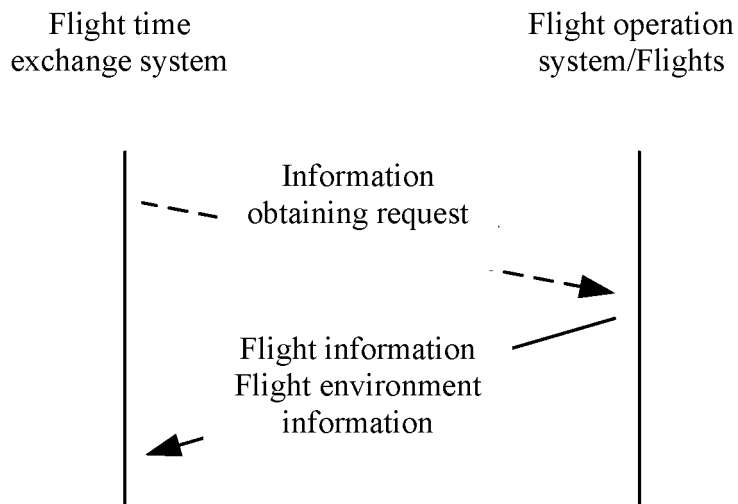 Flight time
exchange system
Flight operation
system/Flights
Information
obtaining request
Flight information
Flight environment
information